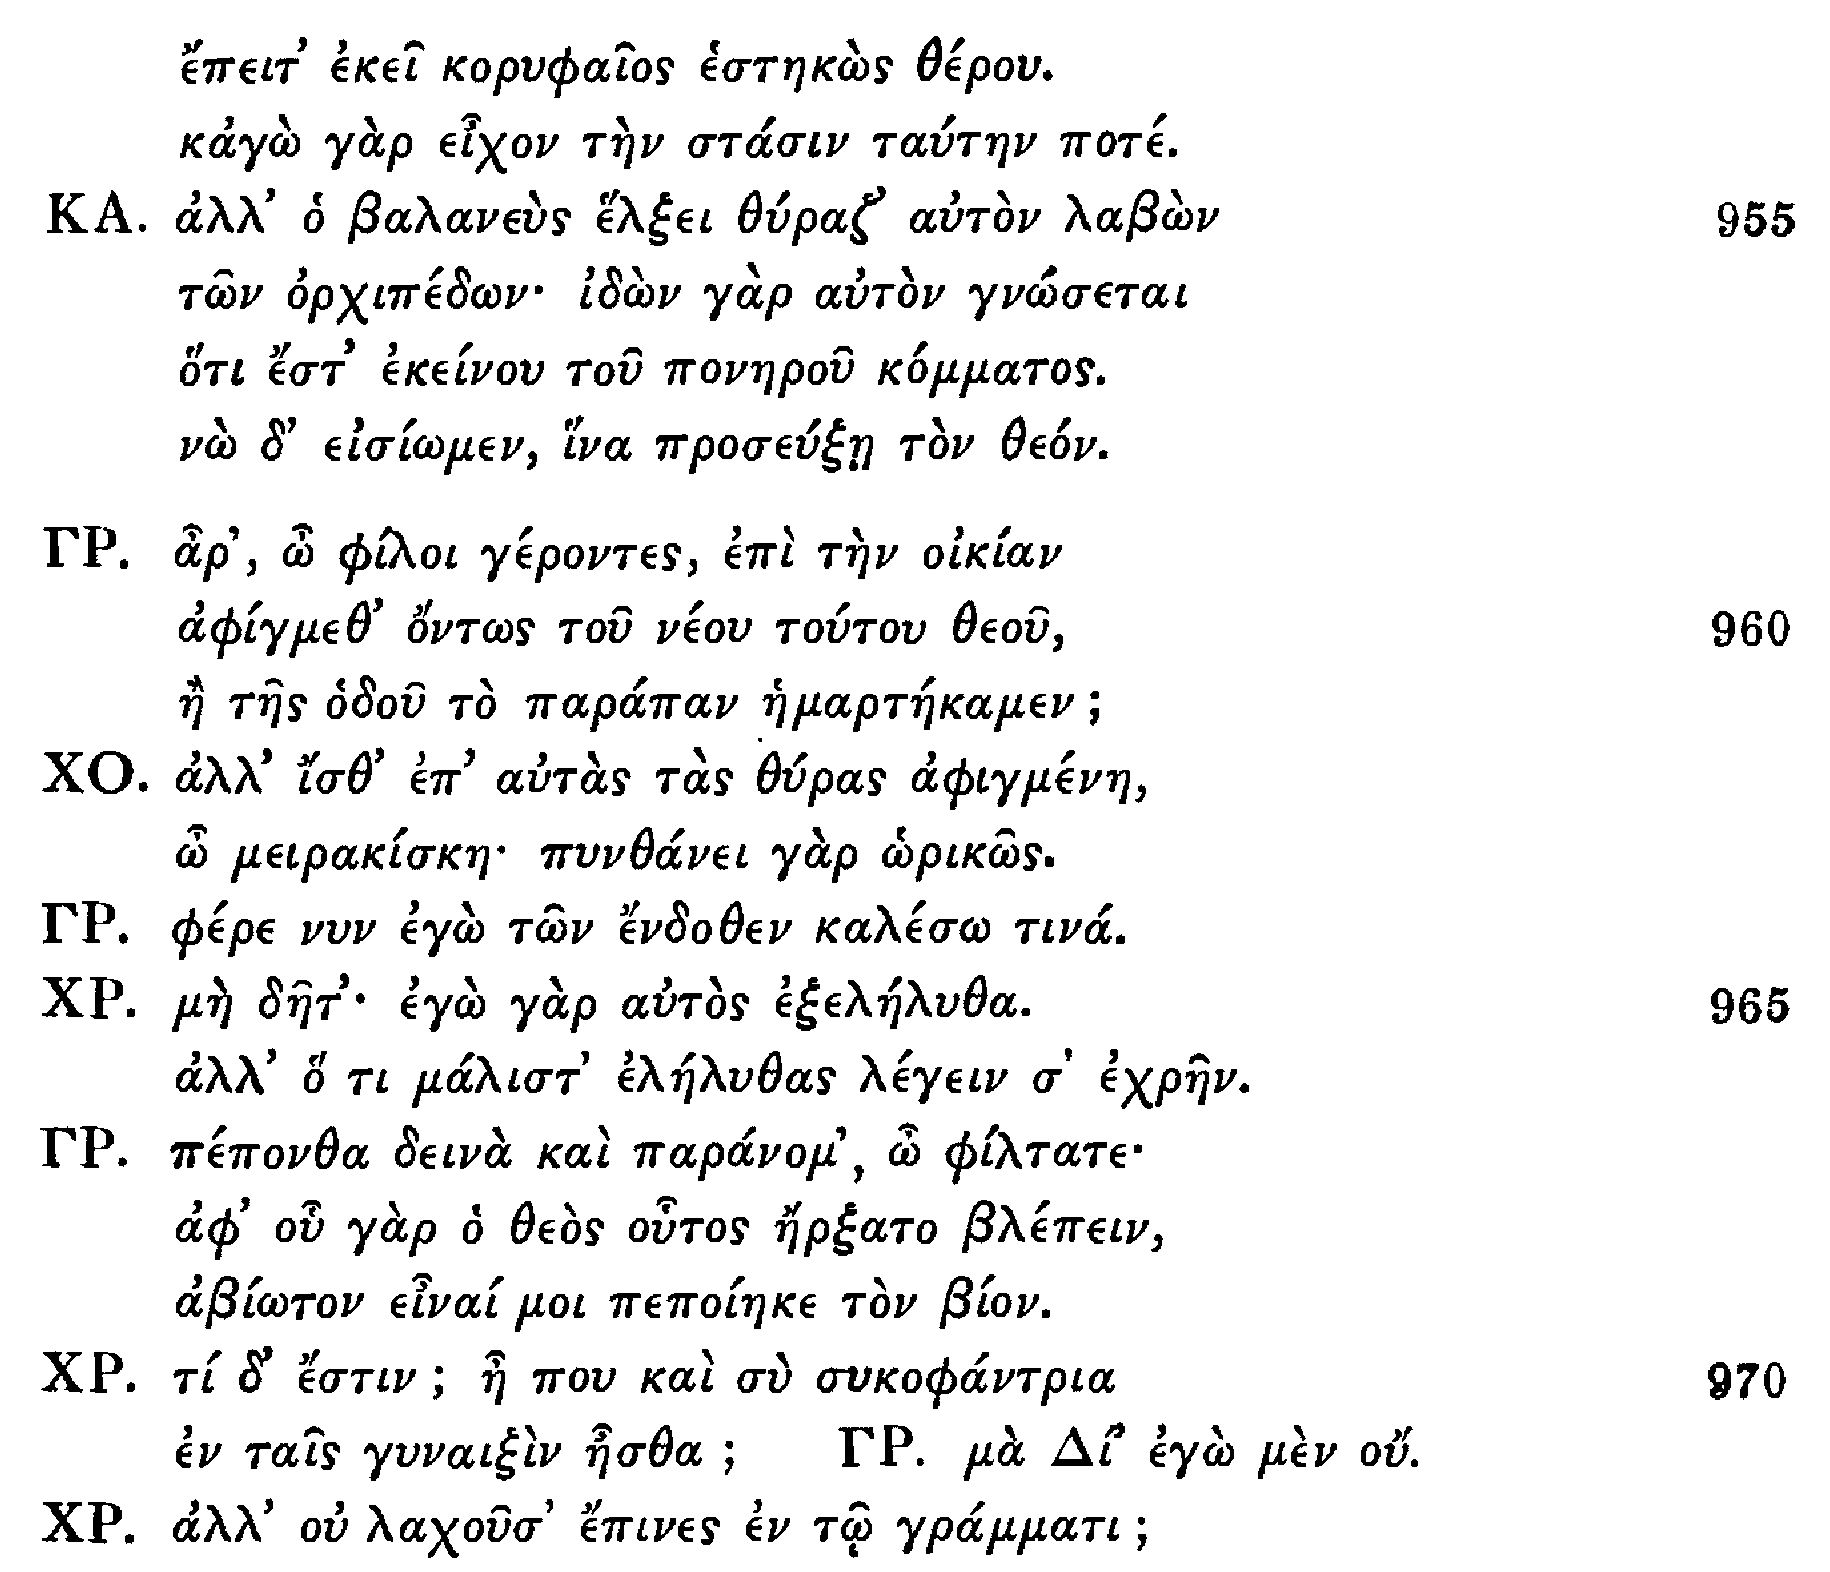 ἔπειτ’ ἐκεῖ κορυφαῖος ἑστηκὼς θέρου.
κἀγὼ γὰρ εἶχον τὴν στάσιν ταύτην ποτέ.
ΚΑ. ἀλλ’ ὁ βαλανεὺς ἕλξει θύραζ’ αὐτὸν λαβὼν 955
τῶν ὀρχιπέδων· ἰδὼν γὰρ αὐτὸν γνώσεται
ὅτι ἔστ’ ἐκείνου τοῦ πονηροῦ κόμματος.
νὼ δ’ εἰσίωμεν, ἵνα προσεύξῃ τὸν θεόν.
ΓΡ. ἆρ’, ὦ φίλοι γέροντες, ἐπὶ τὴν οἰκίαν
ἀφίγμεθ’ ὄντως τοῦ νέου τούτου θεοῦ, 960
ἢ τῆς ὁδοῦ τὸ παράπαν ἡμαρτήκαμεν ;
ΧΟ. ἀλλ’ ἴσθ’ ἐπ’ αὐτὰς τὰς θύρας ἀφιγμένη,
ὦ μειρακίσκη· πυνθάνει γὰρ ὡρικῶς.
ΓΡ. φέρε νυν ἐγὼ τῶν ἔνδοθεν καλέσω τινά.
ΧΡ. μὴ δῆτ’· ἐγὼ γὰρ αὐτὸς ἐξελήλυθα. 965
ἀλλ’ ὅ τι μάλιστ’ ἐλήλυθας λέγειν σ’ ἐχρῆν.
ΓΡ. πέπονθα δεινὰ καὶ παράνομ’, ὦ φίλτατε·
ἀφ’ οὗ γὰρ ὁ θεὸς οὗτος ἤρξατο βλέπειν,
ἀβίωτον εἶναί μοι πεποίηκε τὸν βίον.
ΧΡ. τί δ’ ἔστιν ; ἦ που καὶ σὺ συκοφάντρια 970
ἐν ταῖς γυναιξὶν ἦσθα ; ΓΡ. μὰ Δί’ ἐγὼ μὲν οὔ.
ΧΡ. ἀλλ’ οὐ λαχοῦσ’ ἔπινες ἐν τῷ γράμματι ;